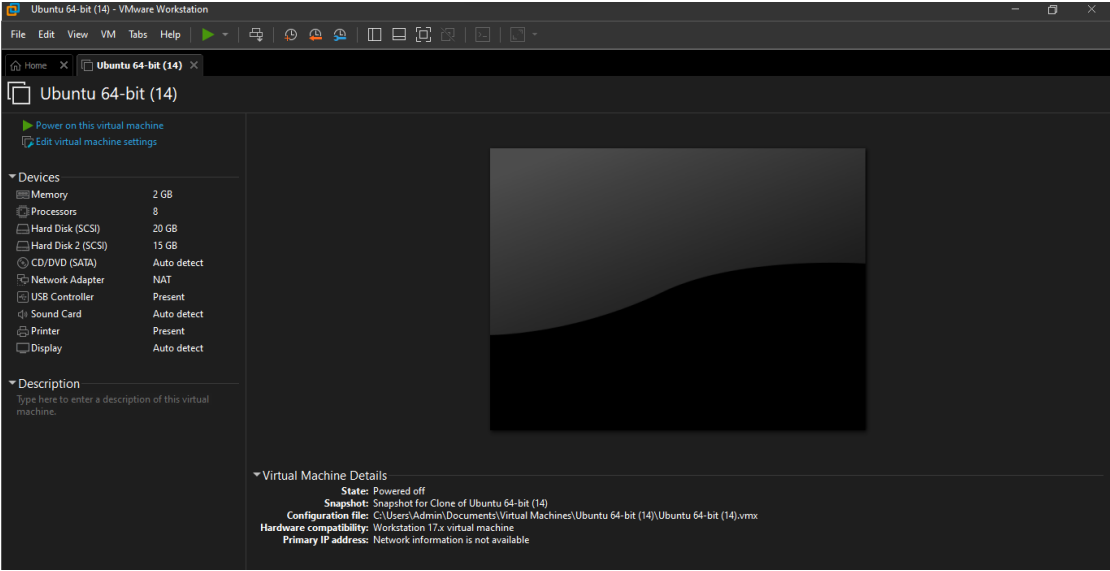 Ubuntu 64-bit (14) - VMware Workstation
File Edit View VM Tabs Help
Home Ubuntu 64-bit (14)
Ubuntu 64-bit (14)
Power on this virtual machine
Edit virtual machine settings
Devices
Memory 2 GB
Processors 8
Hard Disk (SCSI) 20 GB
Hard Disk 2 (SCSI) 15 GB
CD/DVD (SATA) Auto detect
Network Adapter NAT
USB Controller Present
Sound Card Auto detect
Printer Present
Display Auto detect
Description
Type here to enter a description of this virtual
machine.
Virtual Machine Details
State: Powered off
Snapshot: Snapshot for Clone of Ubuntu 64-bit (14)
Configuration file: C:\Users\Admin\Documents\Virtual Machines\Ubuntu 64-bit (14)\Ubuntu 64-bit (14).vmx
Hardware compatibility: Workstation 17.x virtual machine
Primary IP address: Network information is not available